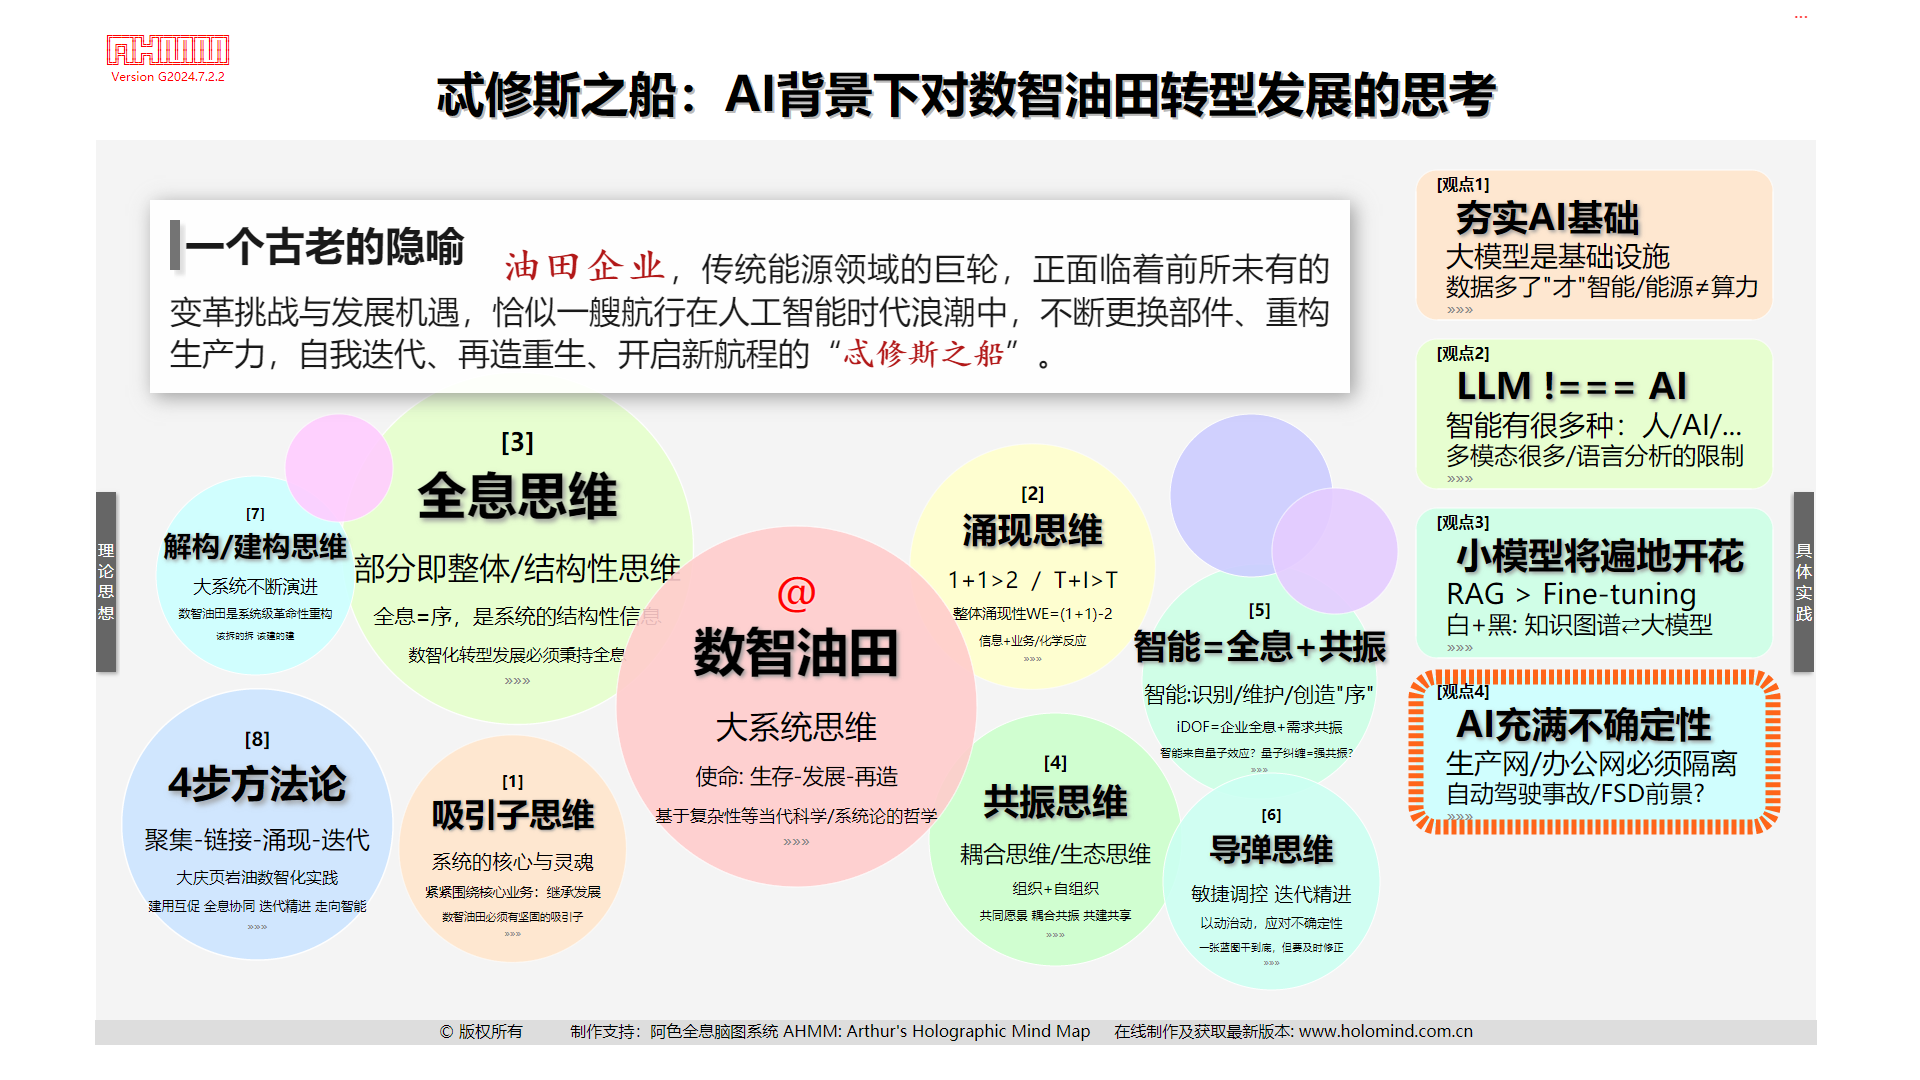 ...
AHMM
Version G2024.7.2.2
忒修斯之船：AI背景下对数智油田转型发展的思考
一个古老的隐喻
油田企业，传统能源领域的巨轮，正面临着前所未有的
变革挑战与发展机遇，恰似一艘航行在人工智能时代浪潮中，不断更换部件、重构
生产力，自我迭代、再造重生、开启新航程的“忒修斯之船”。
理论思想
[7]
解构/建构思维
大系统不断演进
数智油田是系统级革命性重构
该拆的拆 该建的建
[3]
全息思维
部分即整体/结构性思维
全息=序，是系统的结构性信息
数智化转型发展必须秉持全息
»»»
[8]
4步方法论
聚集-链接-涌现-迭代
大庆页岩油数智化实践
建用互促 全息协同 迭代精进 走向智能
»»»
[1]
吸引子思维
系统的核心与灵魂
紧紧围绕核心业务：继承发展
数智油田必须有坚固的吸引子
»»»
@
数智油田
大系统思维
使命: 生存-发展-再造
基于复杂性等当代科学/系统论的哲学
»»»
[2]
涌现思维
1+1>2 / T+I>T
整体涌现性WE=(1+1)-2
信息+业务/化学反应
»»»
[4]
共振思维
耦合思维/生态思维
组织+自组织
共同愿景 耦合共振 共建共享
»»»
[5]
智能=全息+共振
智能:识别/维护/创造"序"
iDOF=企业全息+需求共振
智能来自量子效应？量子纠缠=强共振？
»»»
[6]
导弹思维
敏捷调控 迭代精进
以动治动，应对不确定性
一张蓝图干到底，但要及时修正
»»»
[观点1]
夯实AI基础
大模型是基础设施
数据多了"才"智能/能源≠算力
»»»
[观点2]
LLM !=== AI
智能有很多种：人/AI/...
多模态很多/语言分析的限制
»»»
[观点3]
小模型将遍地开花
RAG > Fine-tuning
白+黑: 知识图谱⇄大模型
»»»
[观点4]
AI充满不确定性
生产网/办公网必须隔离
自动驾驶事故/FSD前景?
»»»
具体实践
© 版权所有 制作支持：阿色全息脑图系统 AHMM: Arthur's Holographic Mind Map 在线制作及获取最新版本: www.holomind.com.cn